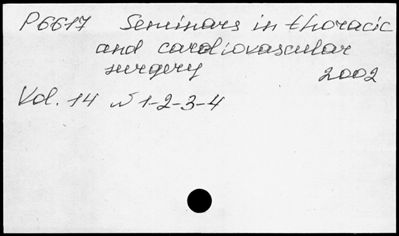 P6617 Seminars in thoracic
and cardiovascular
surgery 2002
Vol. 14 N 1-2-3-4